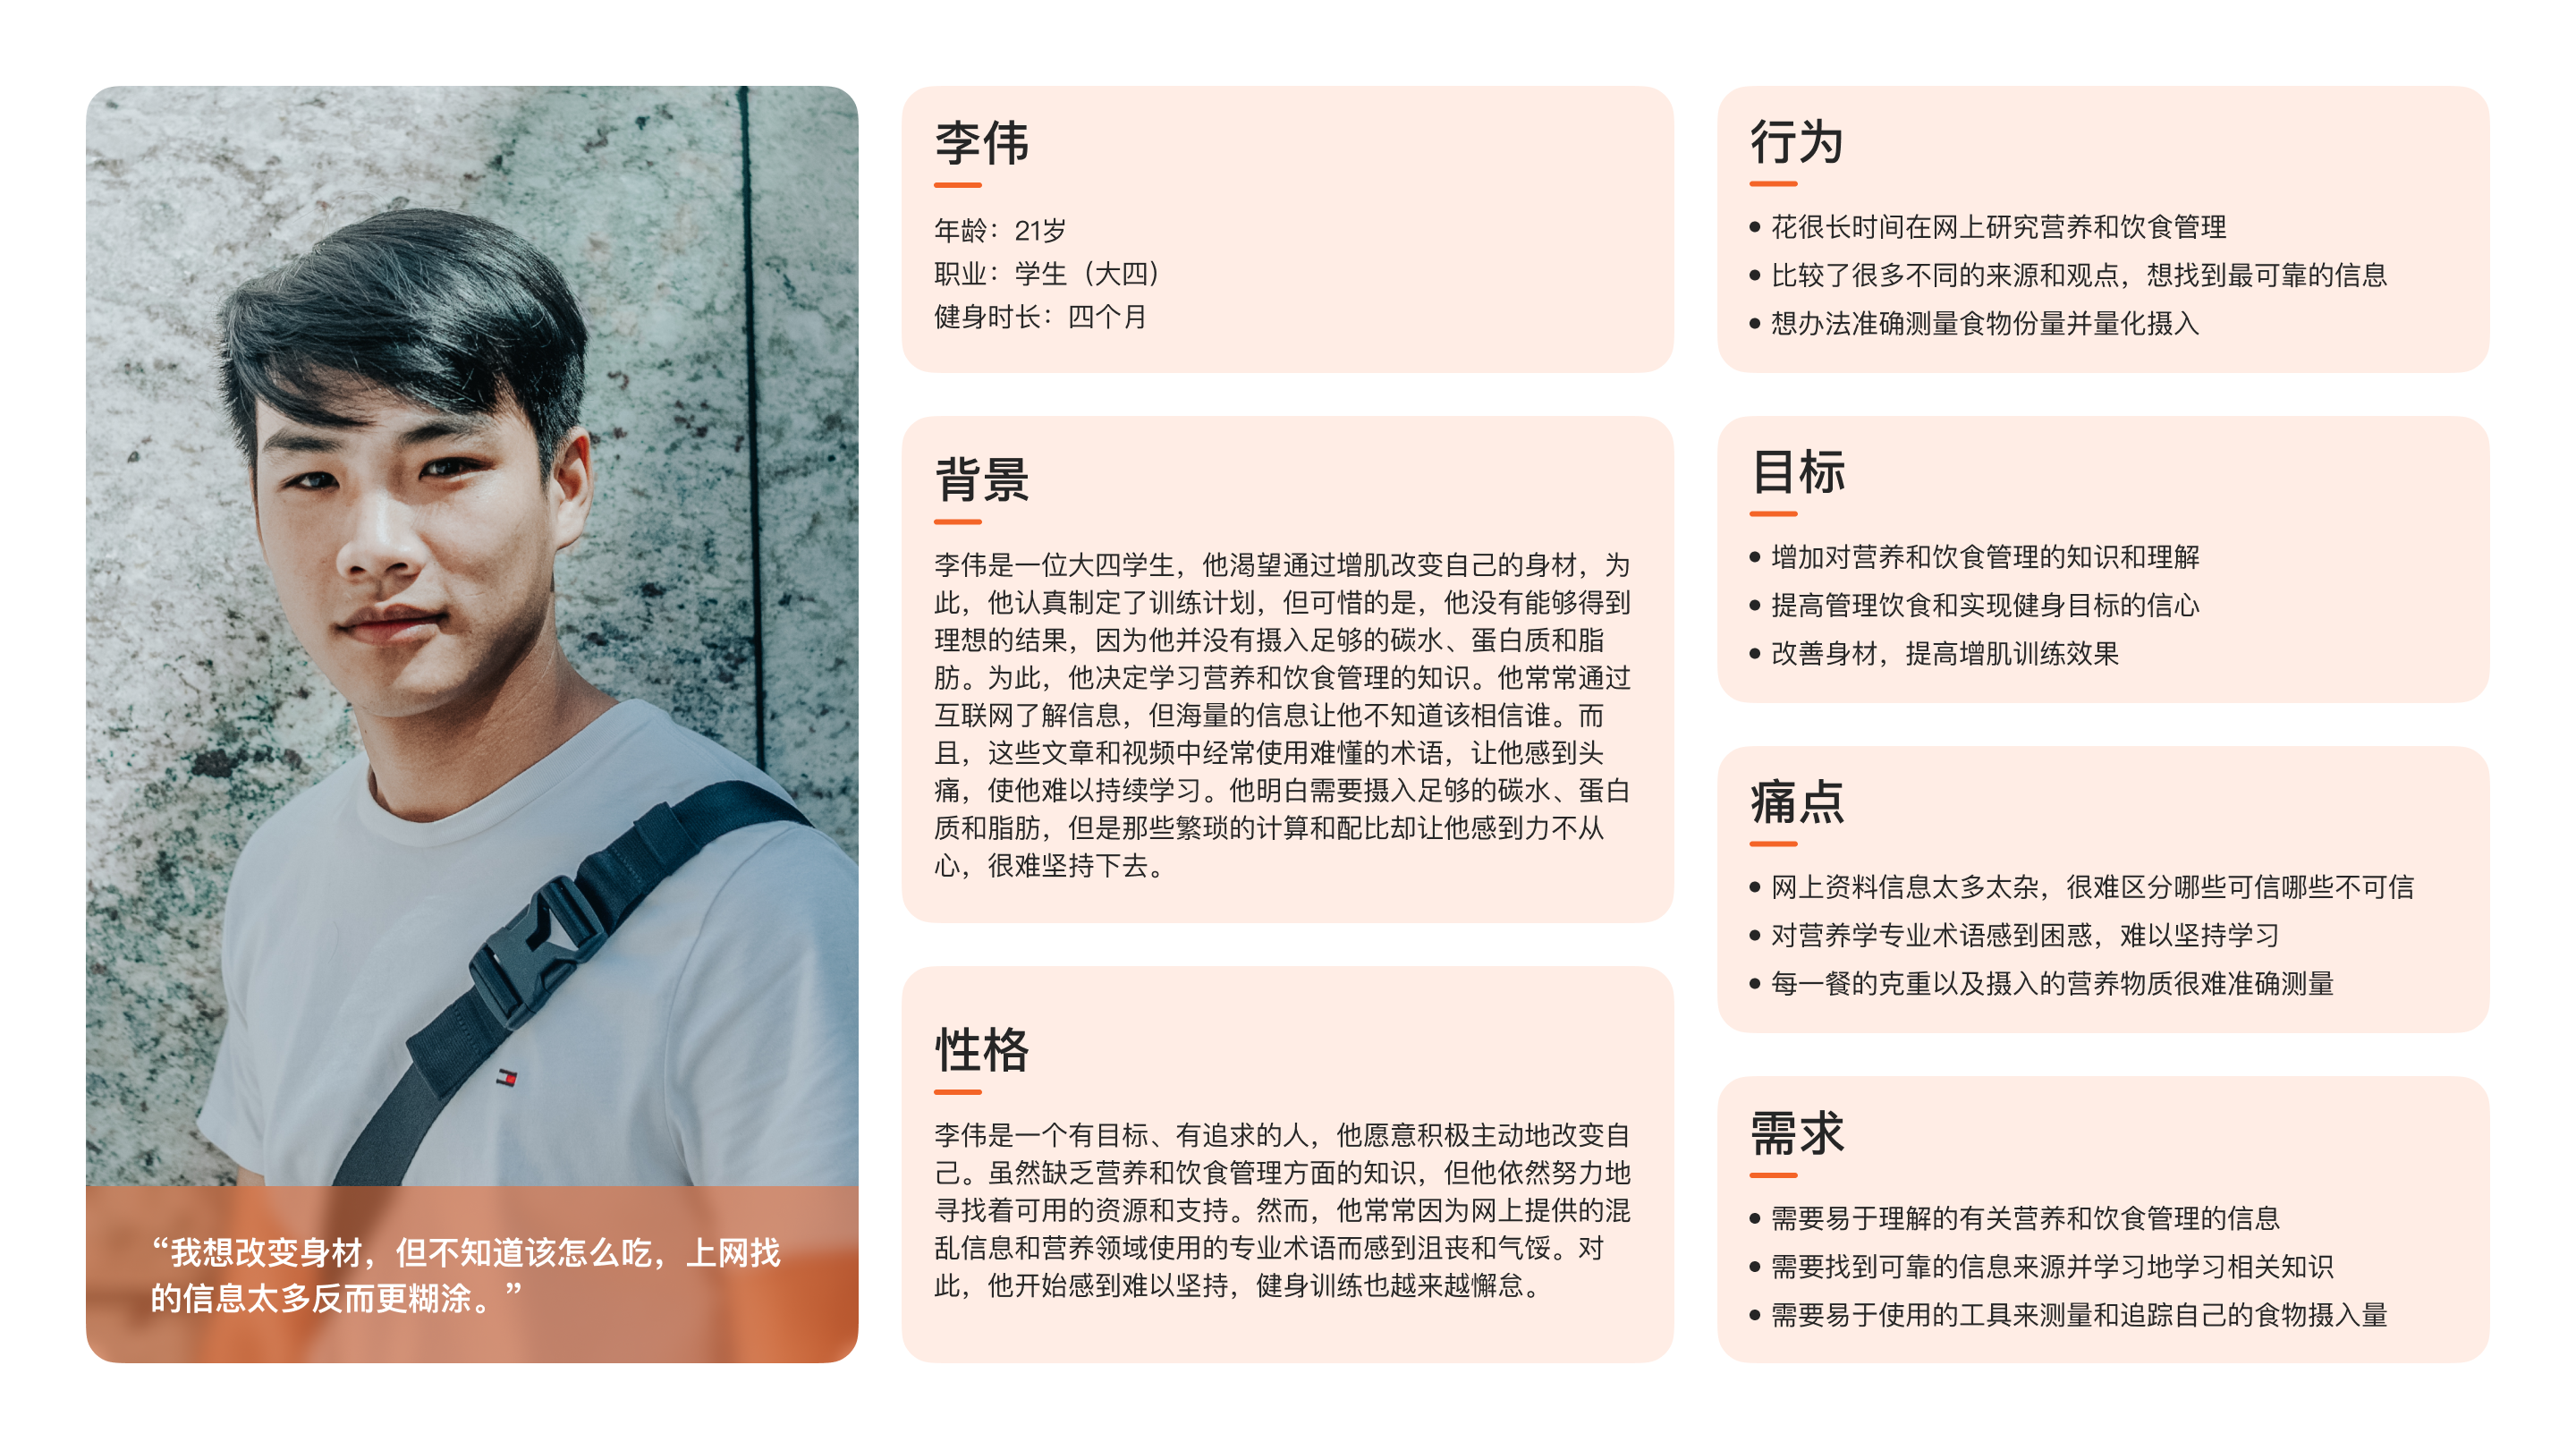 “我想改变身材，但不知道该怎么吃，上网找
的信息太多反而更糊涂。”
李伟
年龄：21岁
职业：学生（大四）
健身时长：四个月
背景
李伟是一位大四学生，他渴望通过增肌改变自己的身材，为
此，他认真制定了训练计划，但可惜的是，他没有能够得到
理想的结果，因为他并没有摄入足够的碳水、蛋白质和脂
肪。为此，他决定学习营养和饮食管理的知识。他常常通过
互联网了解信息，但海量的信息让他不知道该相信谁。而
且，这些文章和视频中经常使用难懂的术语，让他感到头
痛，使他难以持续学习。他明白需要摄入足够的碳水、蛋白
质和脂肪，但是那些繁琐的计算和配比却让他感到力不从
心，很难坚持下去。
性格
李伟是一个有目标、有追求的人，他愿意积极主动地改变自
己。虽然缺乏营养和饮食管理方面的知识，但他依然努力地
寻找着可用的资源和支持。然而，他常常因为网上提供的混
乱信息和营养领域使用的专业术语而感到沮丧和气馁。对
此，他开始感到难以坚持，健身训练也越来越懈怠。
行为
• 花很长时间在网上研究营养和饮食管理
• 比较了很多不同的来源和观点，想找到最可靠的信息
• 想办法准确测量食物份量并量化摄入
目标
• 增加对营养和饮食管理的知识和理解
• 提高管理饮食和实现健身目标的信心
• 改善身材，提高增肌训练效果
痛点
• 网上资料信息太多太杂，很难区分哪些可信哪些不可信
• 对营养学专业术语感到困惑，难以坚持学习
• 每一餐的克重以及摄入的营养物质很难准确测量
需求
• 需要易于理解的有关营养和饮食管理的信息
• 需要找到可靠的信息来源并学习地学习相关知识
• 需要易于使用的工具来测量和追踪自己的食物摄入量